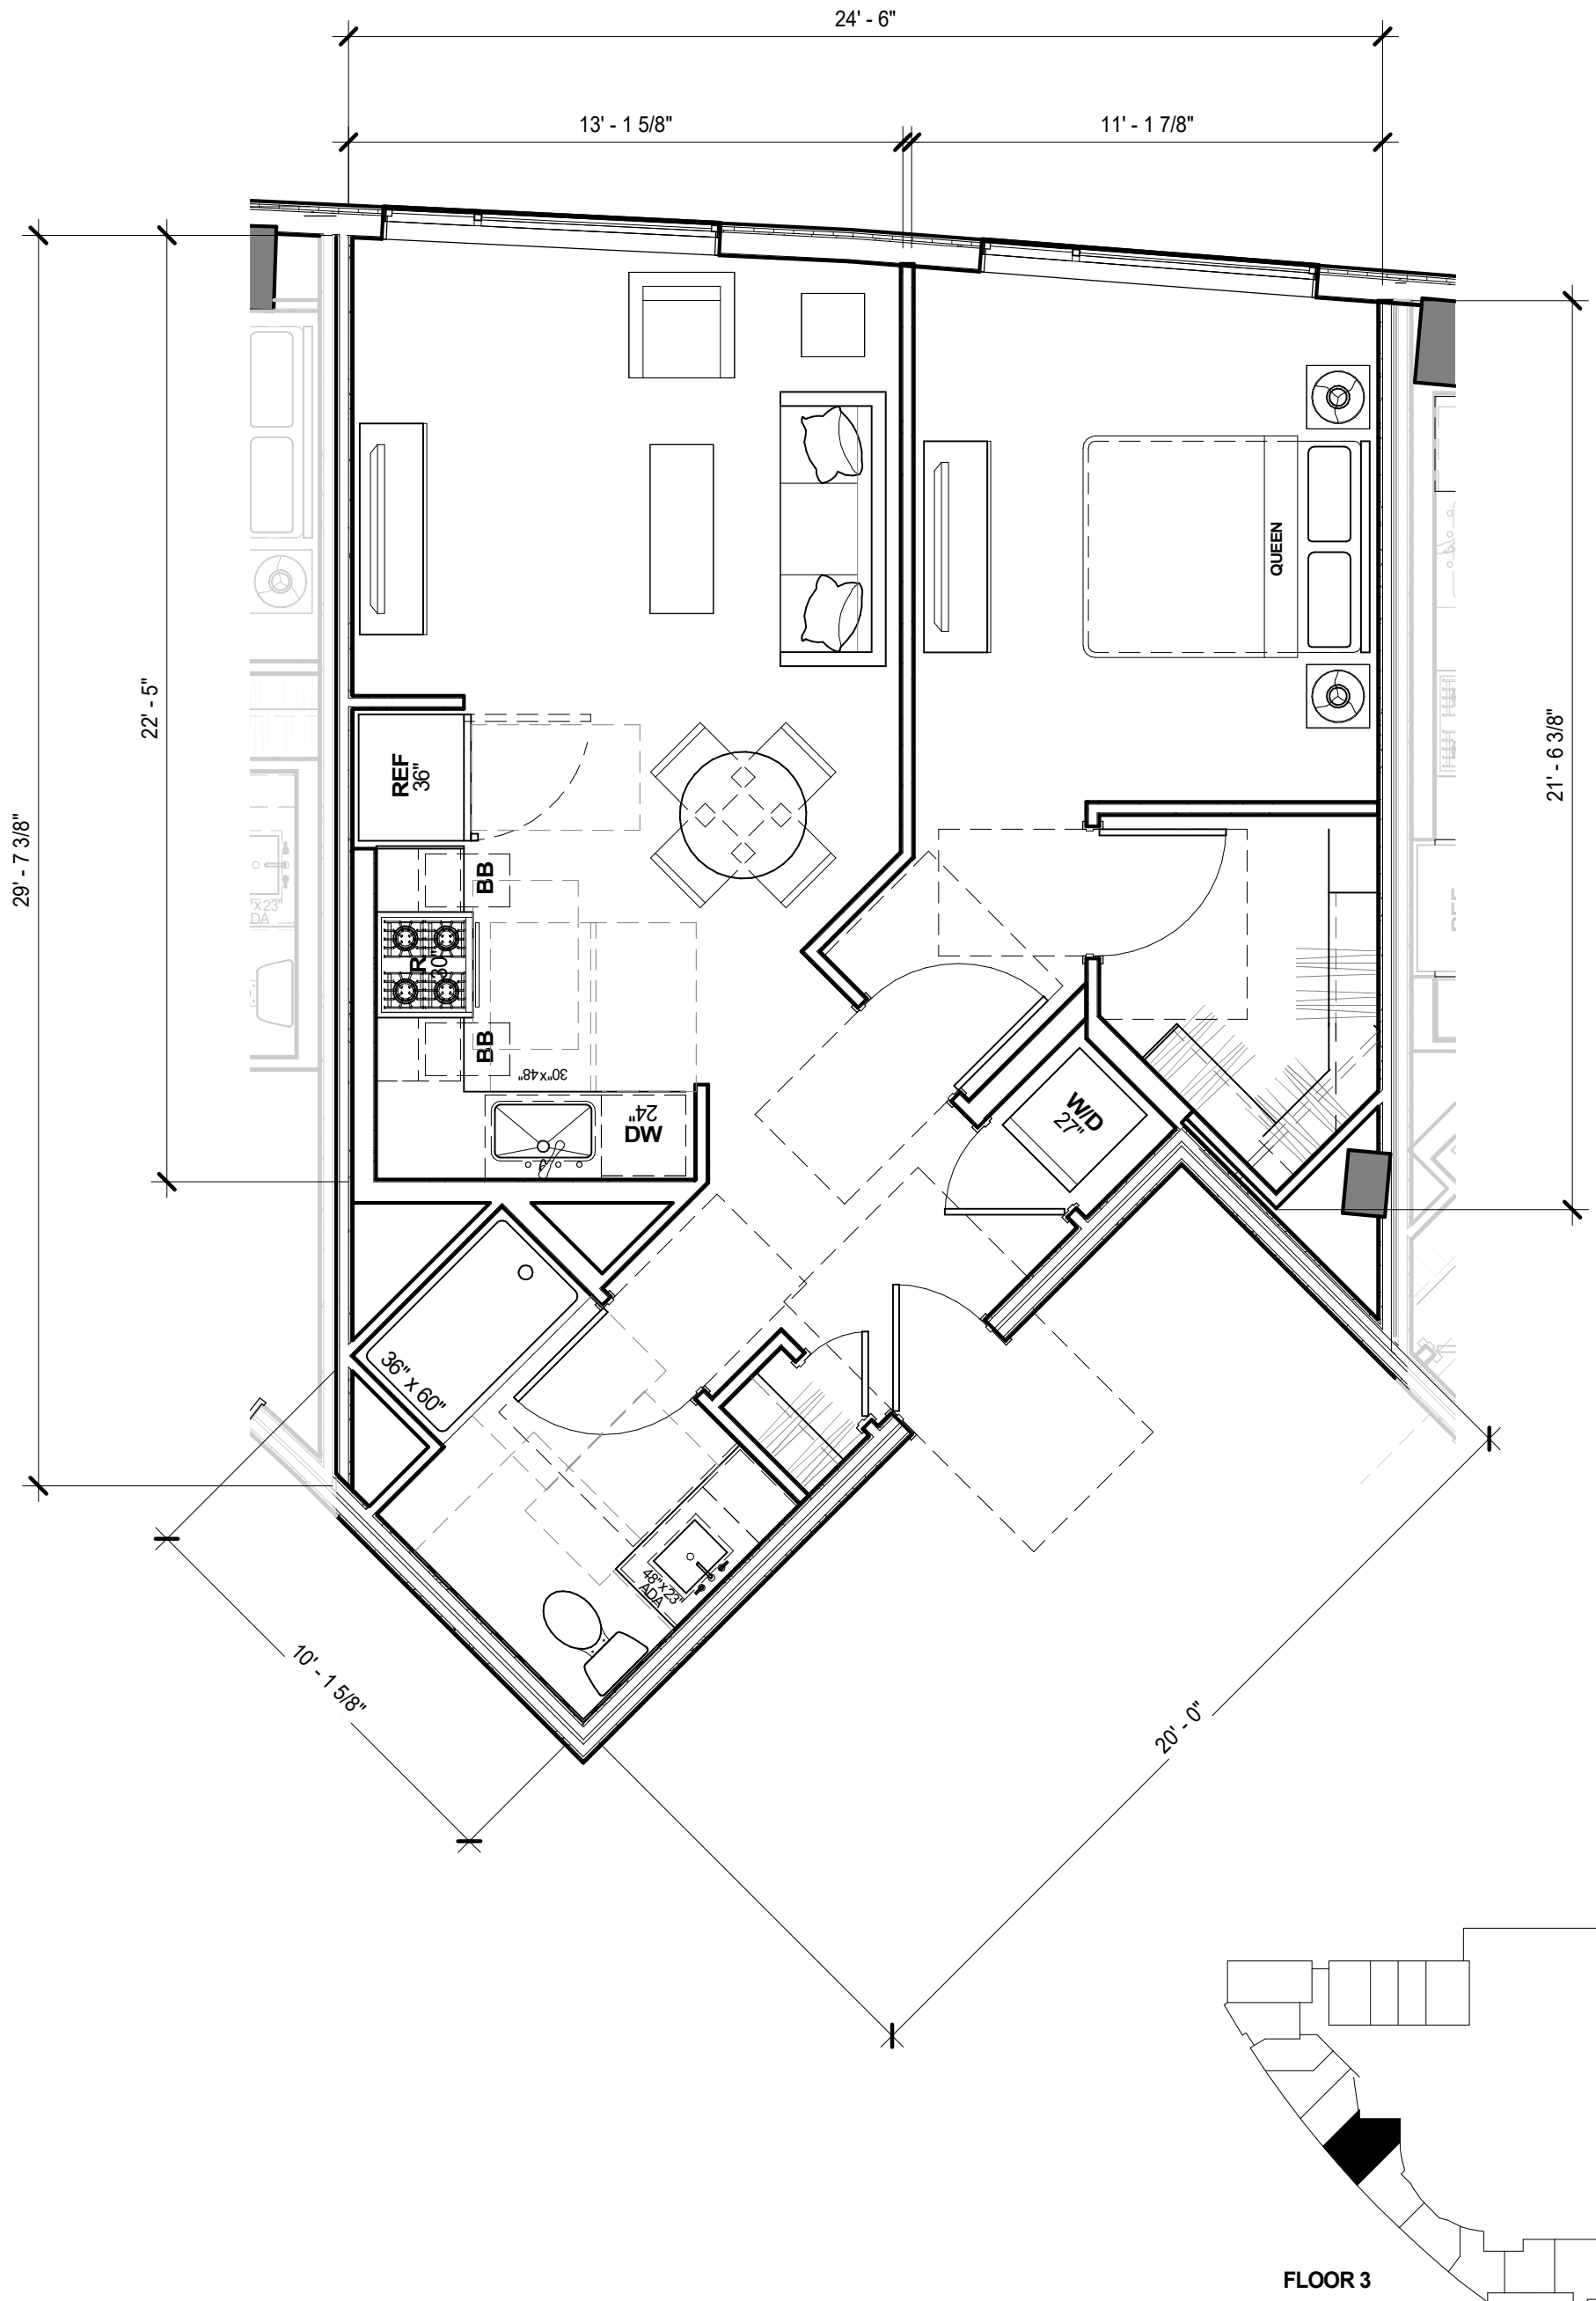 24' - 6"
13' - 1 5/8"
11' - 1 7/8"
29' - 7 3/8"
22' - 5"
21' - 6 3/8"
QUEEN
REF
36"
BB
R
30"
BB
30"x48"
24"
DW
W/D
27"
36" x 60"
48"x23"
ADA
"x23"
DA
10' - 1 5/8"
20' - 0"
FLOOR 3